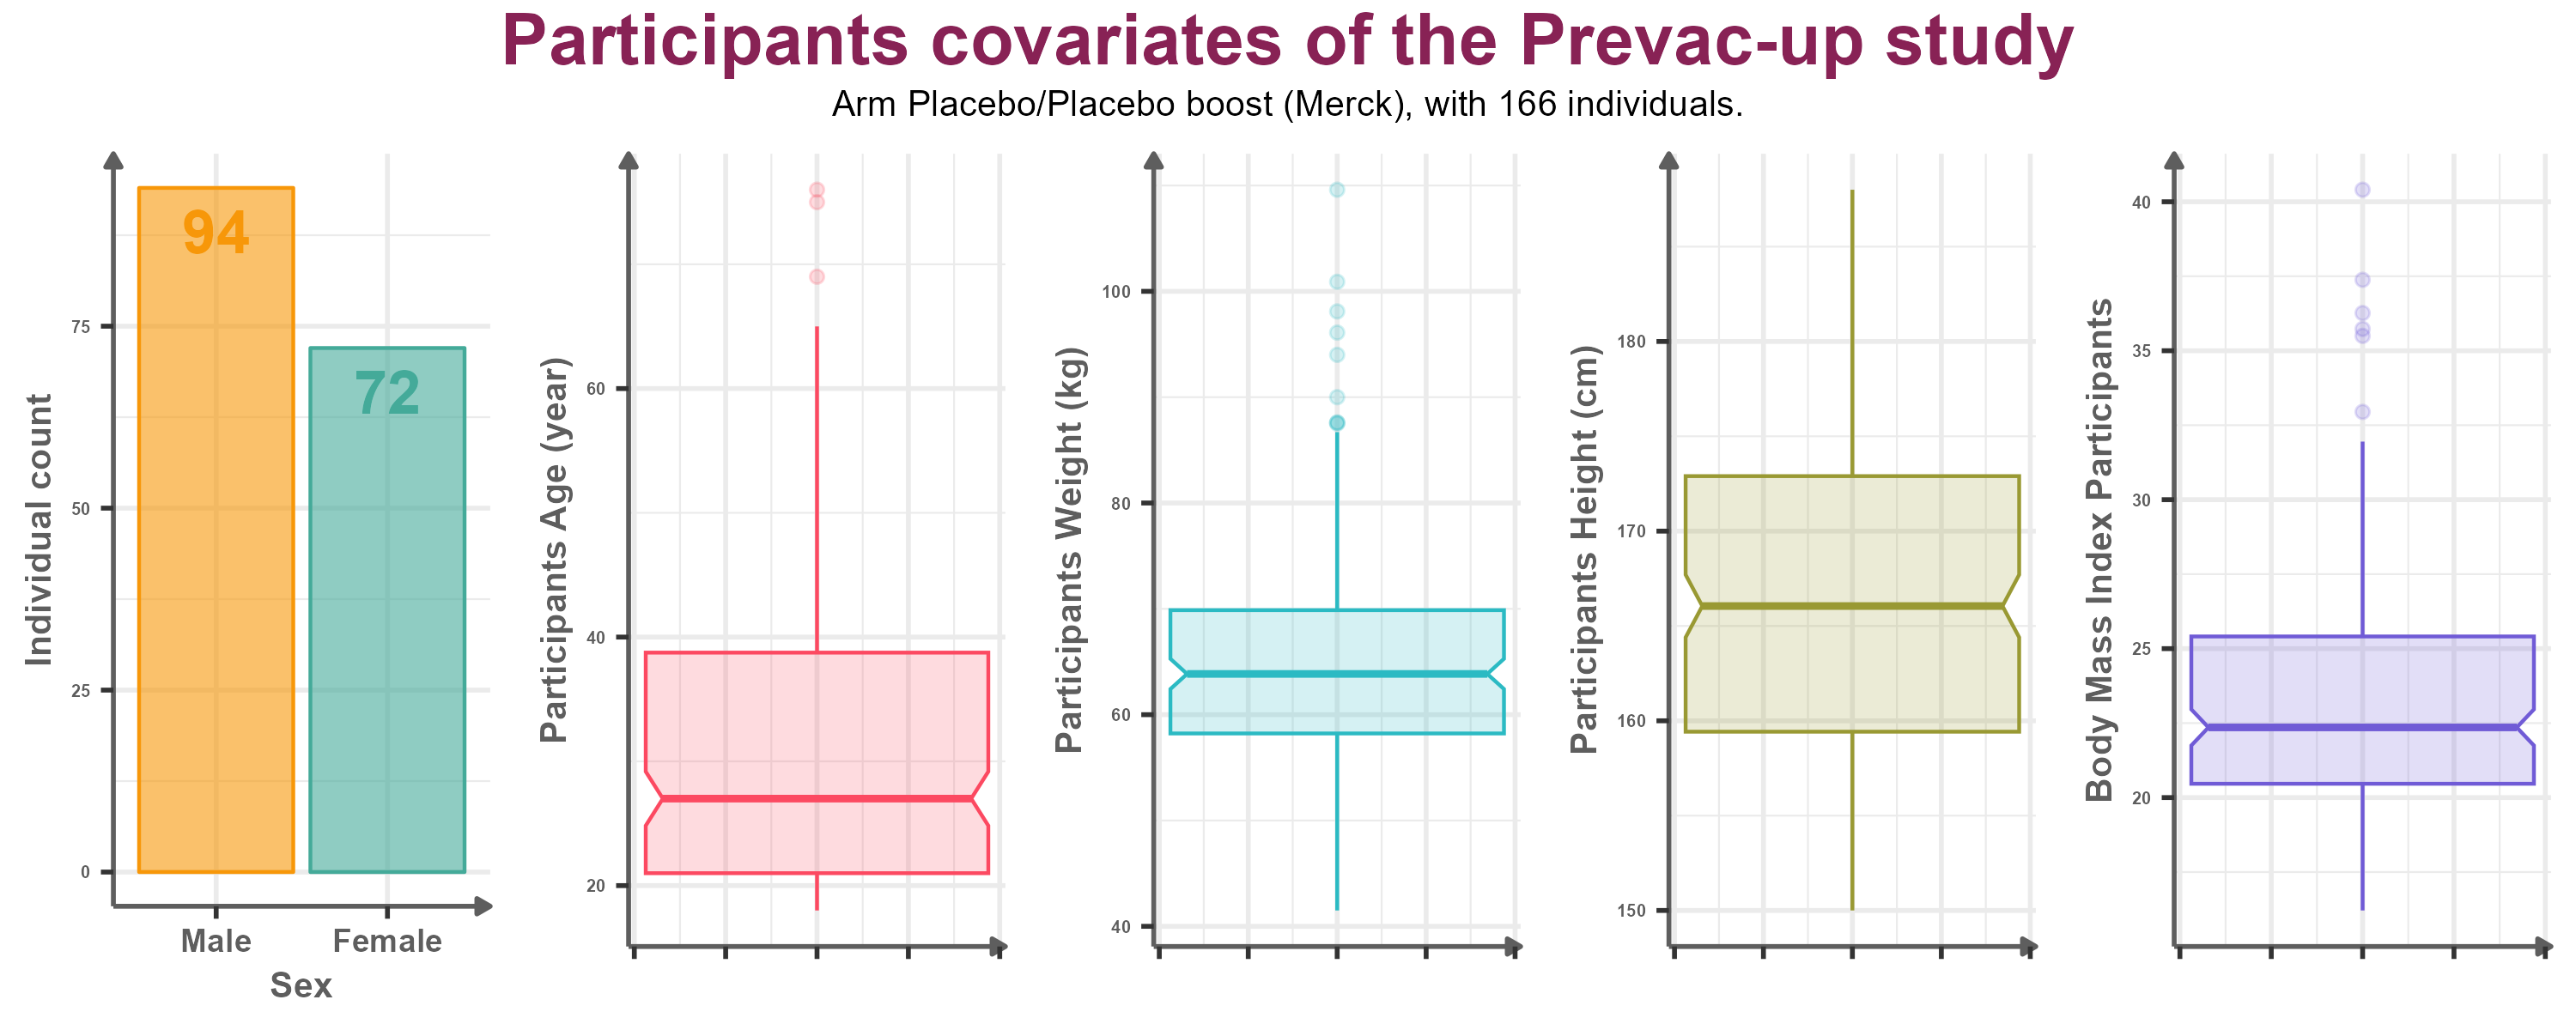 Participants covariates of the Prevac-up study
Arm Placebo/Placebo boost (Merck), with 166 individuals.
Individual count
75
50
25
0
94
72
Male
Female
Sex
Participants Age (year)
60
40
20
Participants Weight (kg)
100
80
60
40
Participants Height (cm)
180
170
160
150
Body Mass Index Participants
40
35
30
25
20